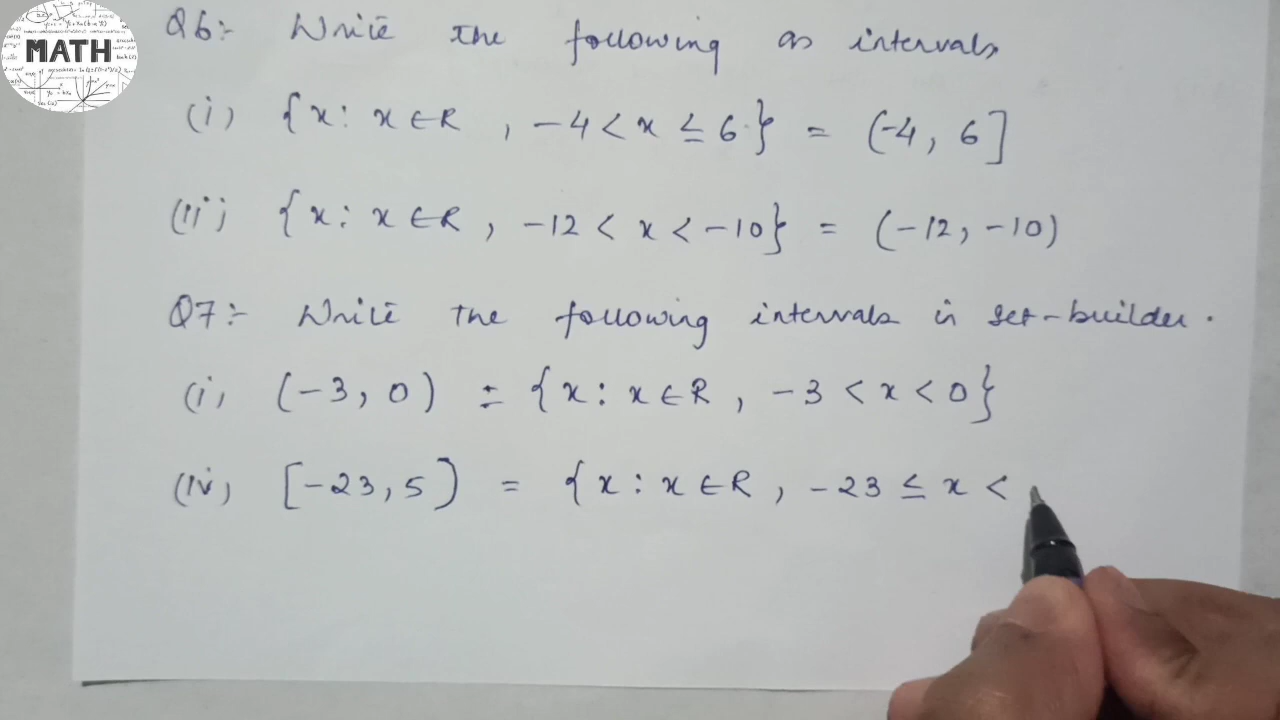 MATH
Q6:- Write the following as intervals
(i) {x: x∈R, -4 < x ≤ 6} = (-4, 6]
(ii) {x: x∈R, -12 < x < -10} = (-12, -10)
Q7:- Write the following intervals in set-builder.
(i) (-3, 0) = {x: x∈R, -3 < x < 0}
(iv) [-23, 5) = {x: x∈R, -23 ≤ x <